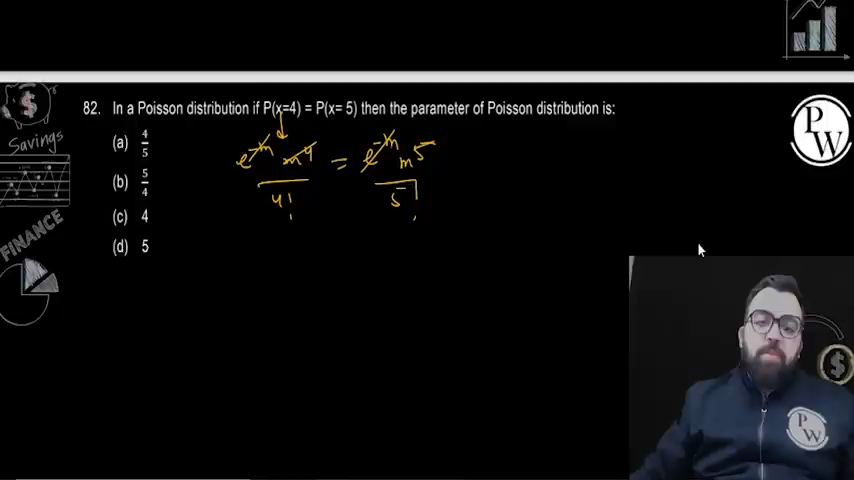 82. In a Poisson distribution if P(x=4) = P(x= 5) then the parameter of Poisson distribution is:
(a) 4/5
(b) 5/4
(c) 4
(d) 5
e^-m m^4 / 4! = e^-m m^5 / 5!
Savings
FINANCE
PW
PW